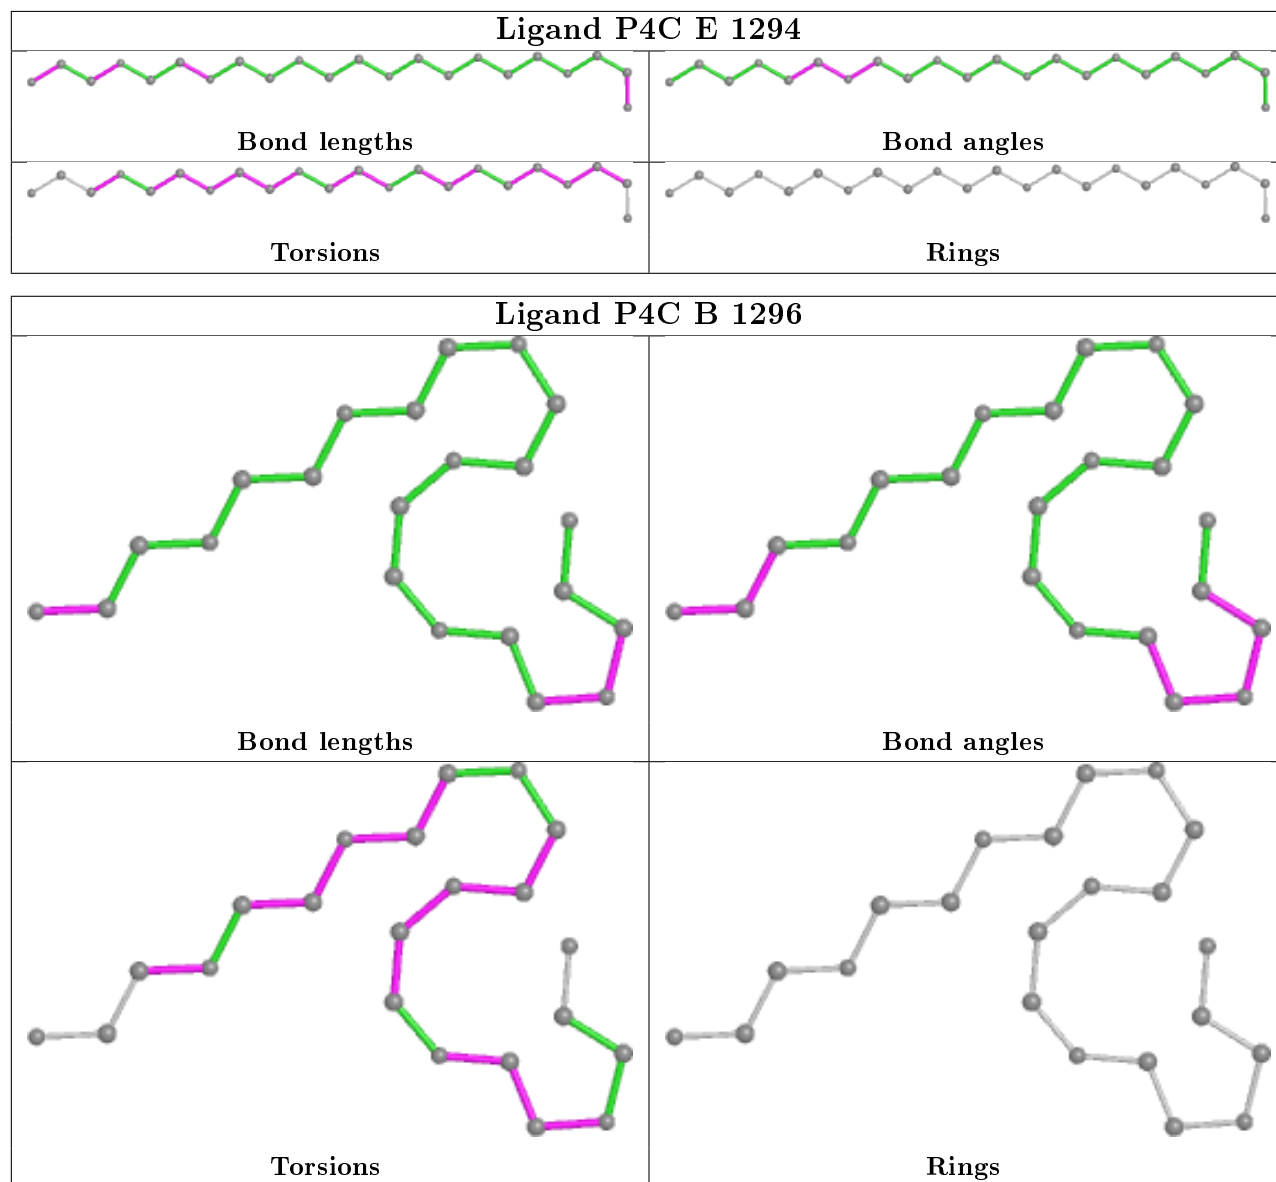 Ligand P4C E 1294
Bond lengths
Bond angles
Torsions
Rings
Ligand P4C B 1296
Bond lengths
Bond angles
Torsions
Rings